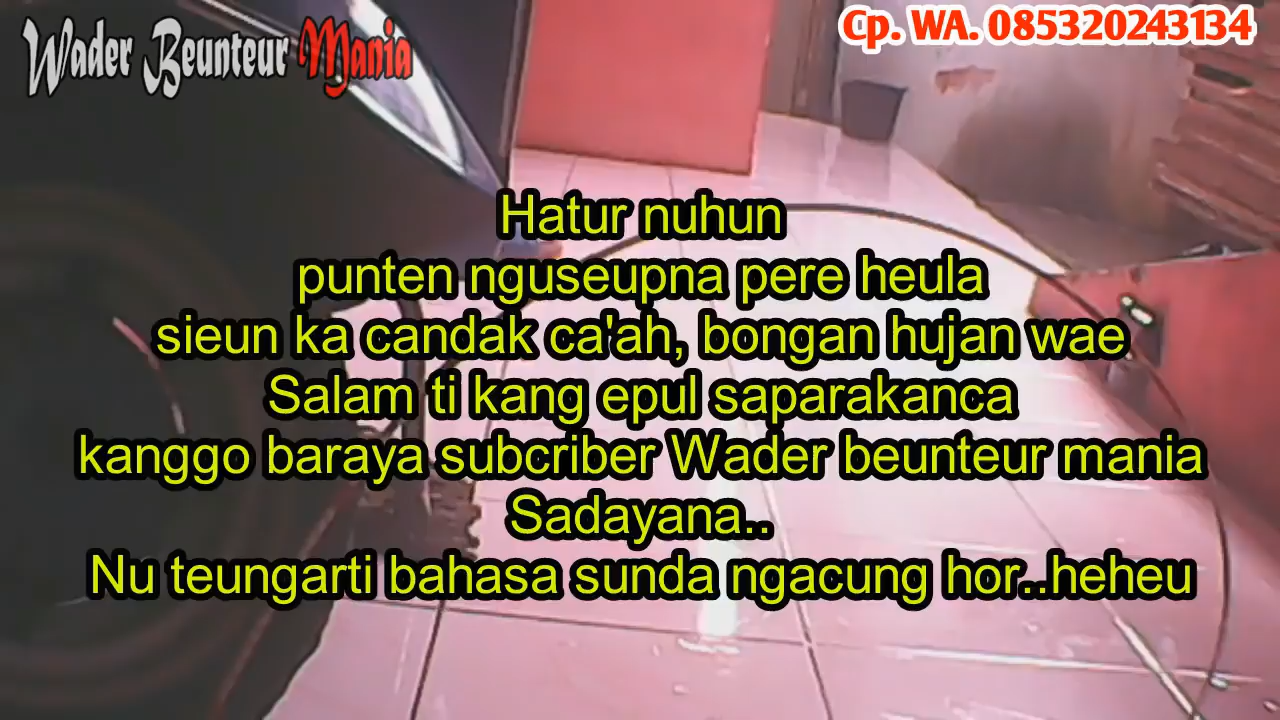 Wader Beunteur Mania
Cp. WA. 085320243134
Hatur nuhun
punten nguseupna pere heula
sieun ka candak ca'ah, bongan hujan wae
Salam ti kang epul saparakanca
kanggo baraya subcriber Wader beunteur mania
Sadayana..
Nu teungarti bahasa sunda ngacung hor..heheu